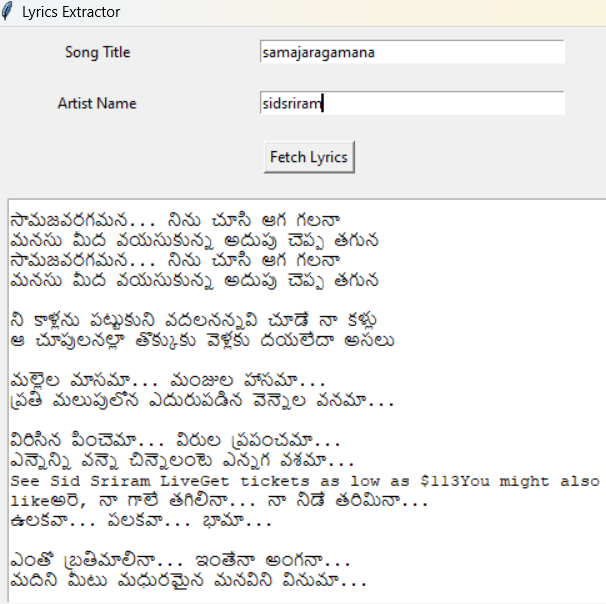 Lyrics Extractor
Song Title
samajaragamana
Artist Name
sidsriram
Fetch Lyrics
సామజవరగమన... నిను చూసి ఆగ గలనా
మనసు మీద వయసుకున్న అదుపు చెప్ప తగున
సామజవరగమన... నిను చూసి ఆగ గలనా
మనసు మీద వయసుకున్న అదుపు చెప్ప తగున
ని కాళ్లను పట్టుకుని వదలనన్నవి చూడే నా కళ్లు
ఆ చూపులనల్లా తొక్కుకు వెళ్లకు దయలేదా అసలు
మల్లెల మాసమా... మంజుల హాసమా...
ప్రతి మలుపులోన ఎదురుపడిన వెన్నెల వనమా...
విరిసిన పించెమా... విరుల ప్రపంచమా...
ఎన్నెన్ని వన్నె చిన్నెలంటె ఎన్నగ వశమా...
See Sid Sriram LiveGet tickets as low as $113You might also
likeఅరె, నా గాలే తగిలినా... నా నీడే తరిమినా...
ఉలకవా... పలకవా... భామా...
ఎంతో బ్రతిమాలినా... ఇంతేనా అంగనా...
మదిని మీటు మధురమైన మనవిని వినుమా...